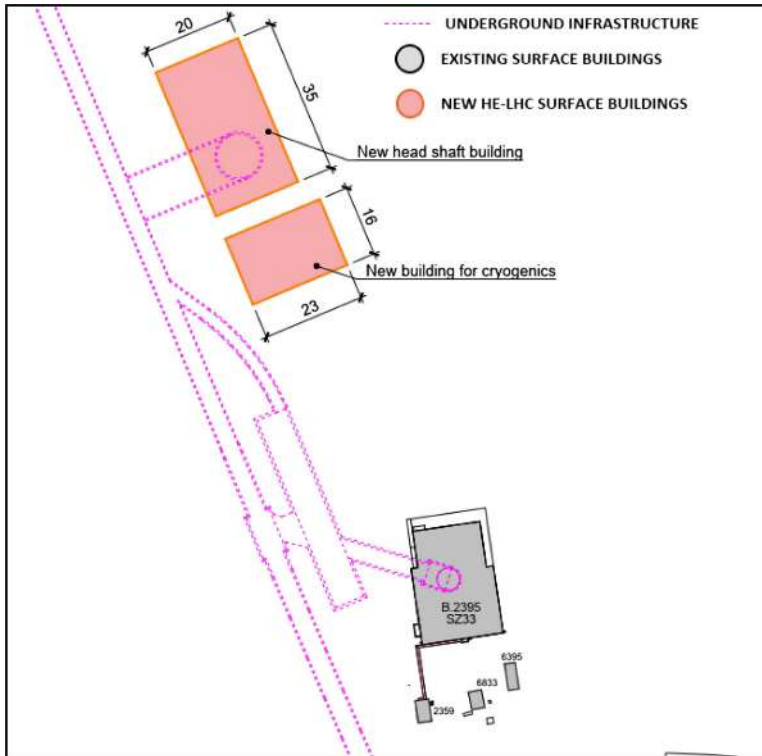 20
UNDERGROUND INFRASTRUCTURE
EXISTING SURFACE BUILDINGS
35
NEW HE-LHC SURFACE BUILDINGS
New head shaft building
16
New building for cryogenics
23
B.2395
SZ33
6395
6833
2359